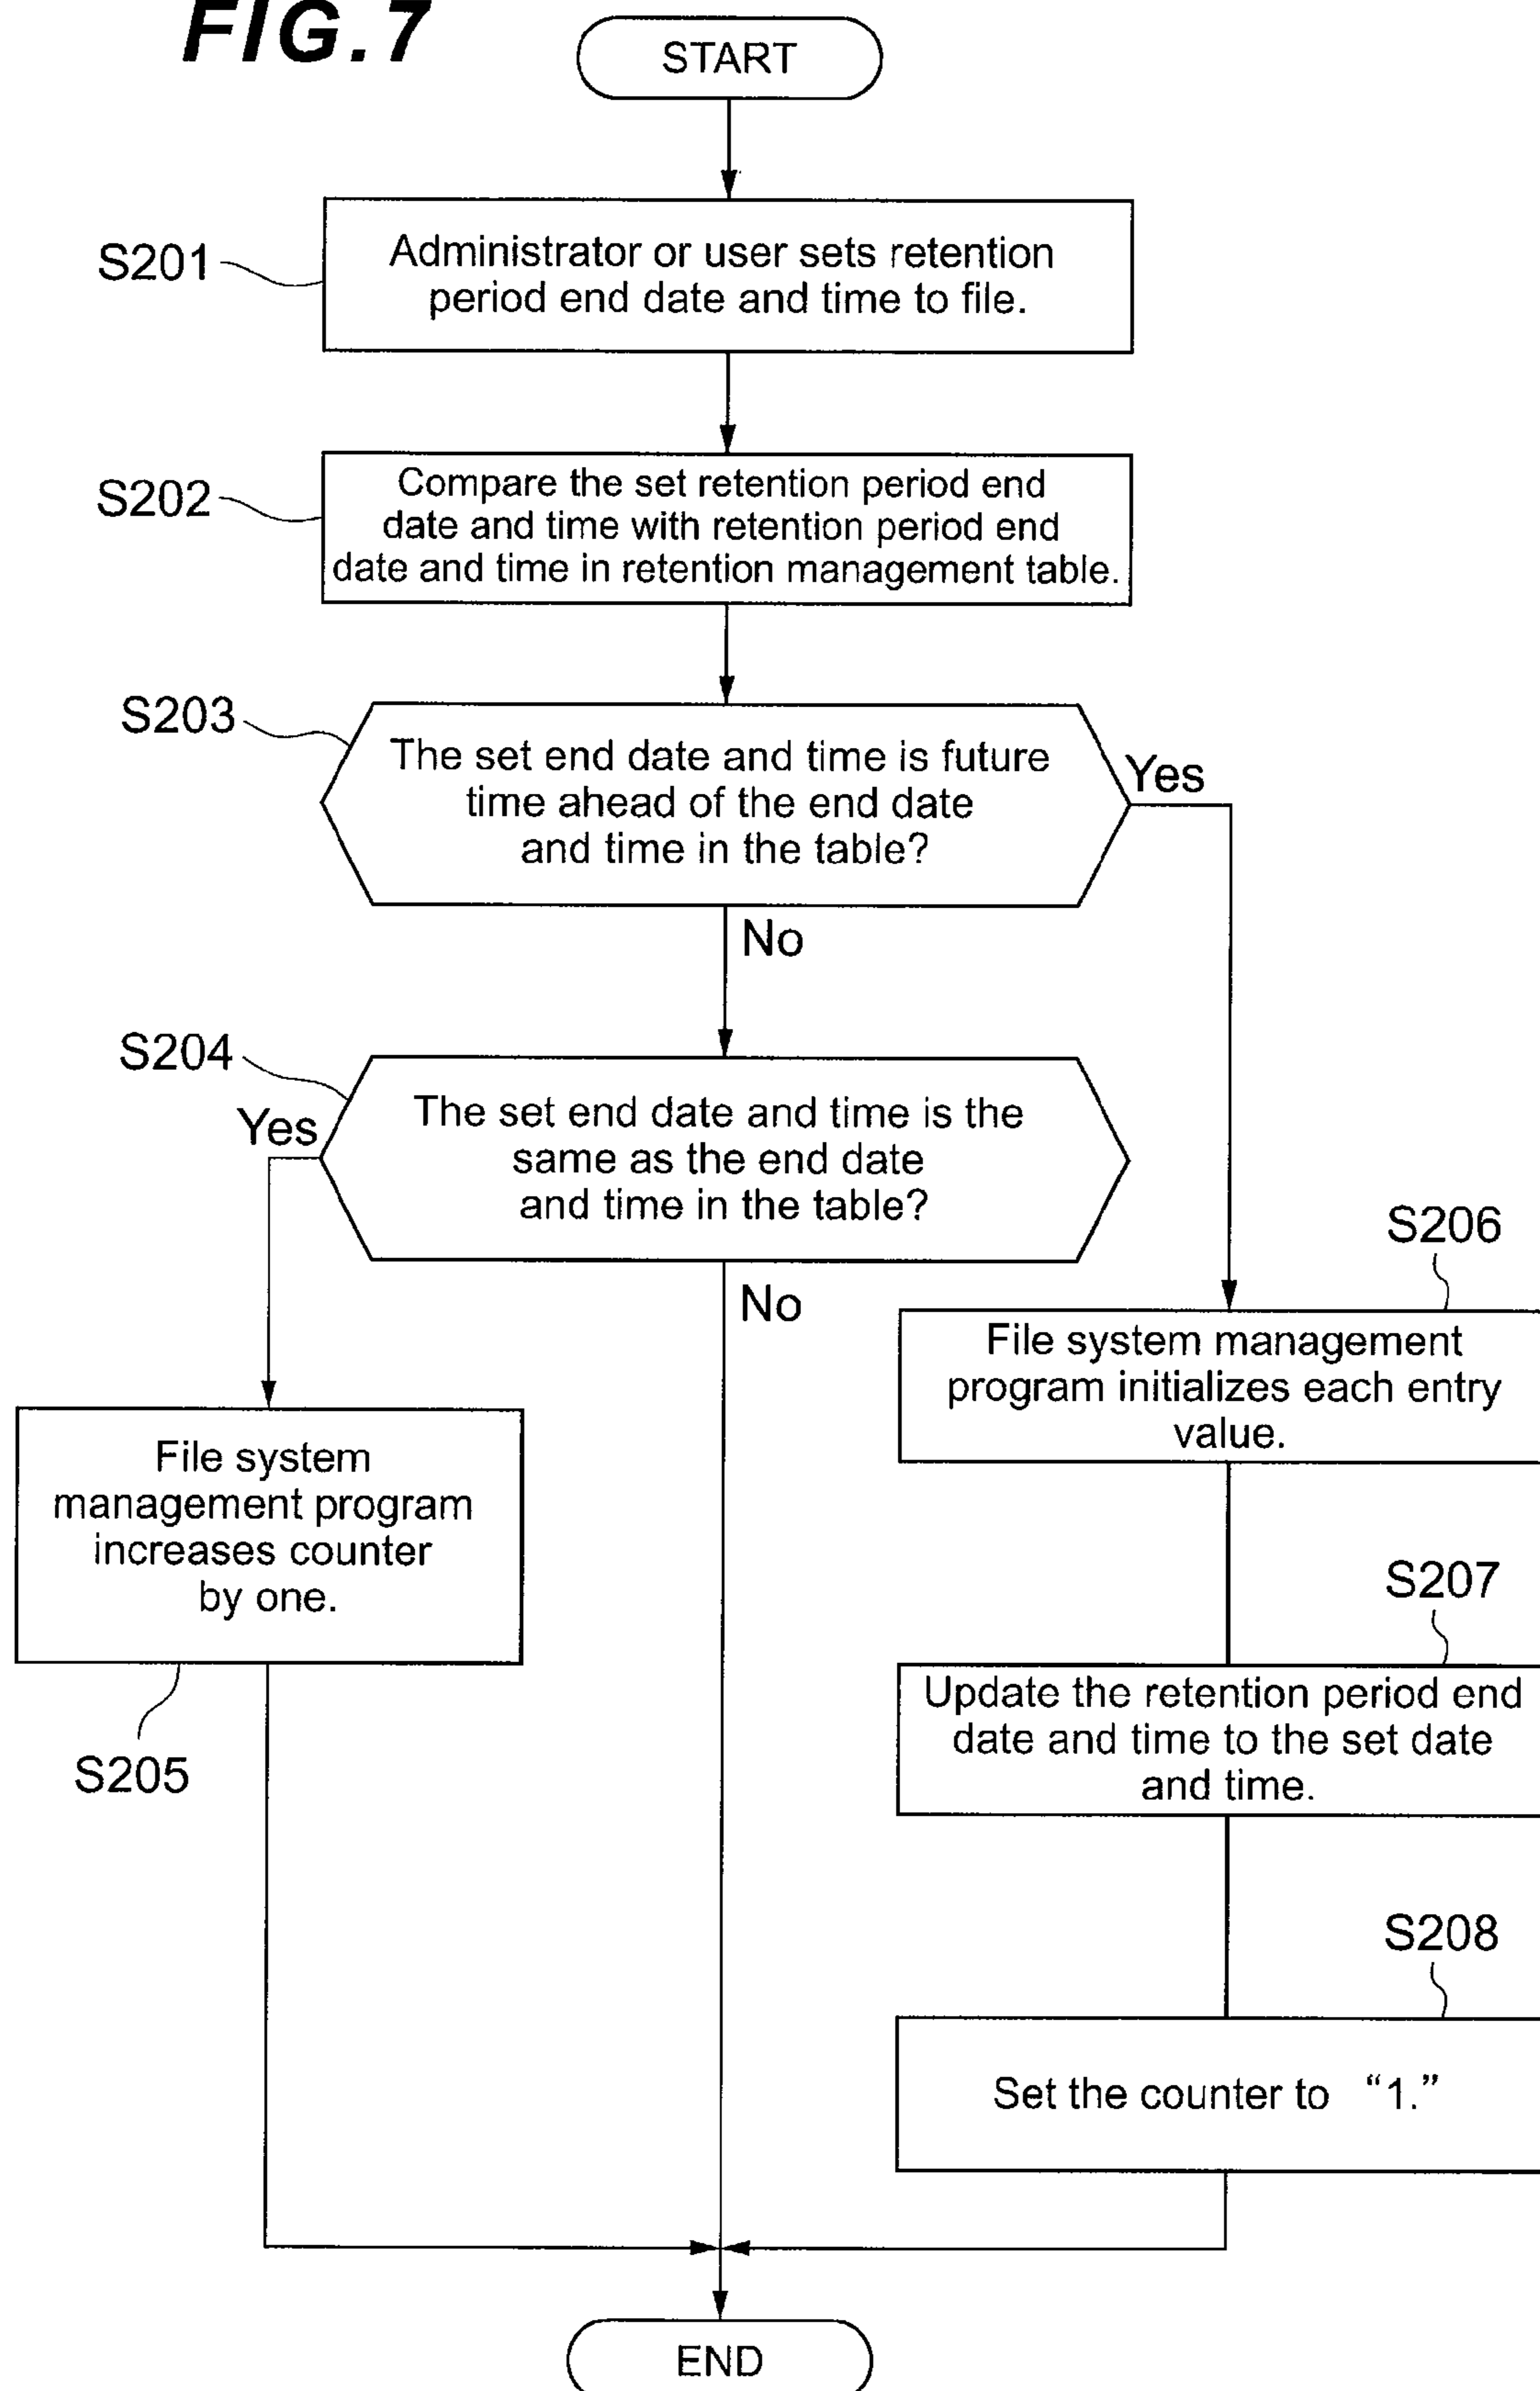 FIG.7
START
S201
Administrator or user sets retention
period end date and time to file.
S202
Compare the set retention period end
date and time with retention period end
date and time in retention management table.
S203
The set end date and time is future
time ahead of the end date
and time in the table?
Yes
No
S204
Yes
The set end date and time is the
same as the end date
and time in the table?
No
S206
File system management
program initializes each entry
value.
File system
management program
increases counter
by one.
S205
S207
Update the retention period end
date and time to the set date
and time.
S208
Set the counter to “1.”
END